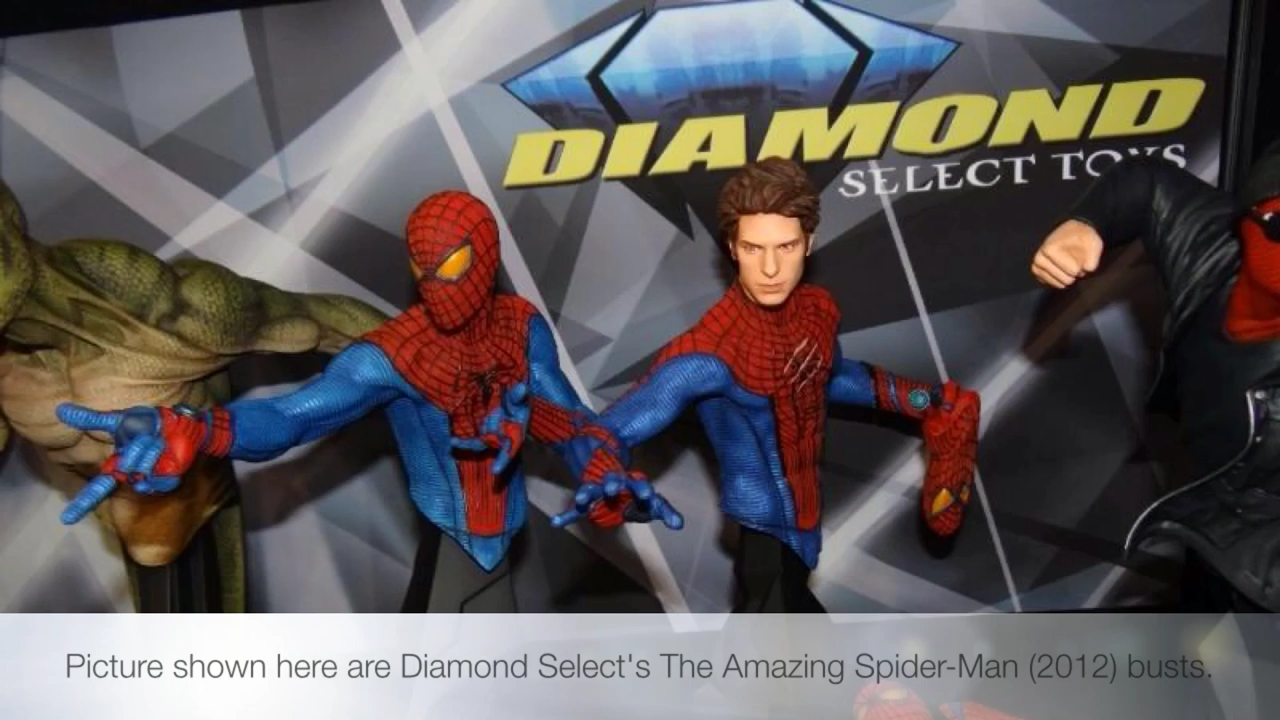 DIAMOND
SELECT TOYS
Picture shown here are Diamond Select's The Amazing Spider-Man (2012) busts.